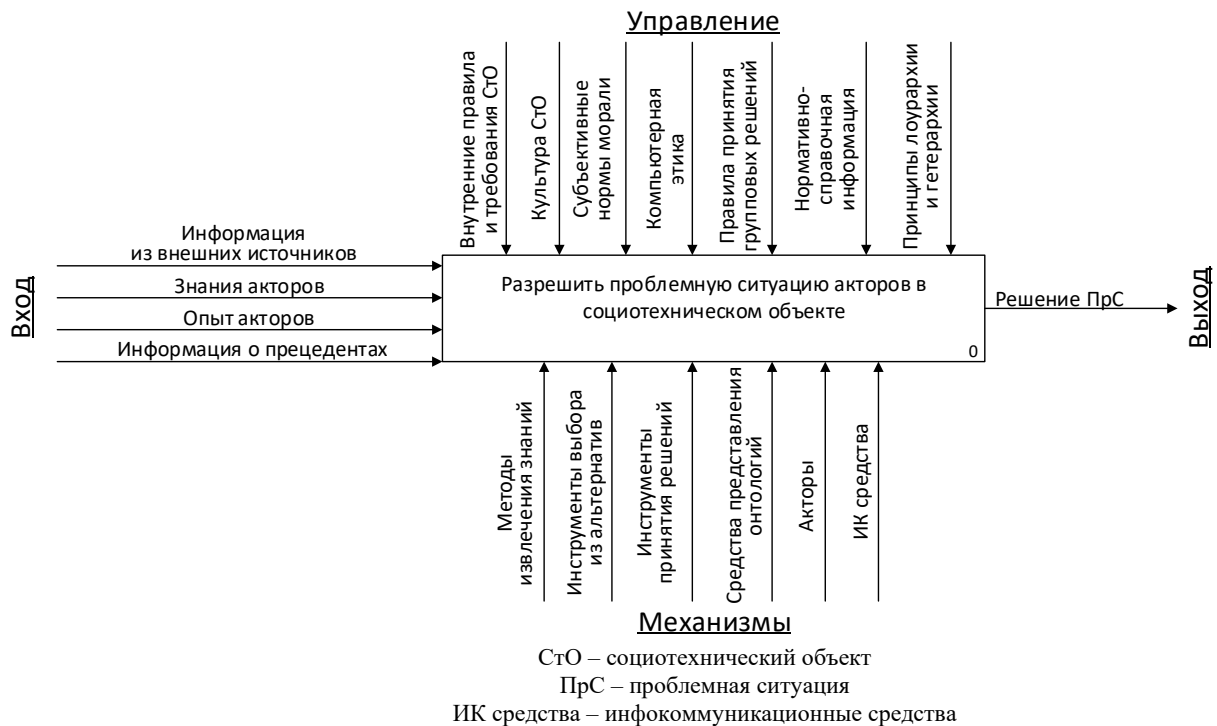 Управление
Внутренние правила
и требования СтО
Культура СтО
Субъективные
нормы морали
Компьютерная
этика
Правила принятия
групповых решений
Нормативно-
справочная
информация
Принципы лоурархии
и гетерархии
Вход
Информация
из внешних источников
Знания акторов
Опыт акторов
Информация о прецедентах
Разрешить проблемную ситуацию акторов в
социотехническом объекте
0
Решение ПрС
Выход
Методы
извлечения знаний
Инструменты выбора
из альтернатив
Инструменты
принятия решений
Средства представления
онтологий
Акторы
ИК средства
Механизмы
СтО – социотехнический объект
ПрС – проблемная ситуация
ИК средства – инфокоммуникационные средства